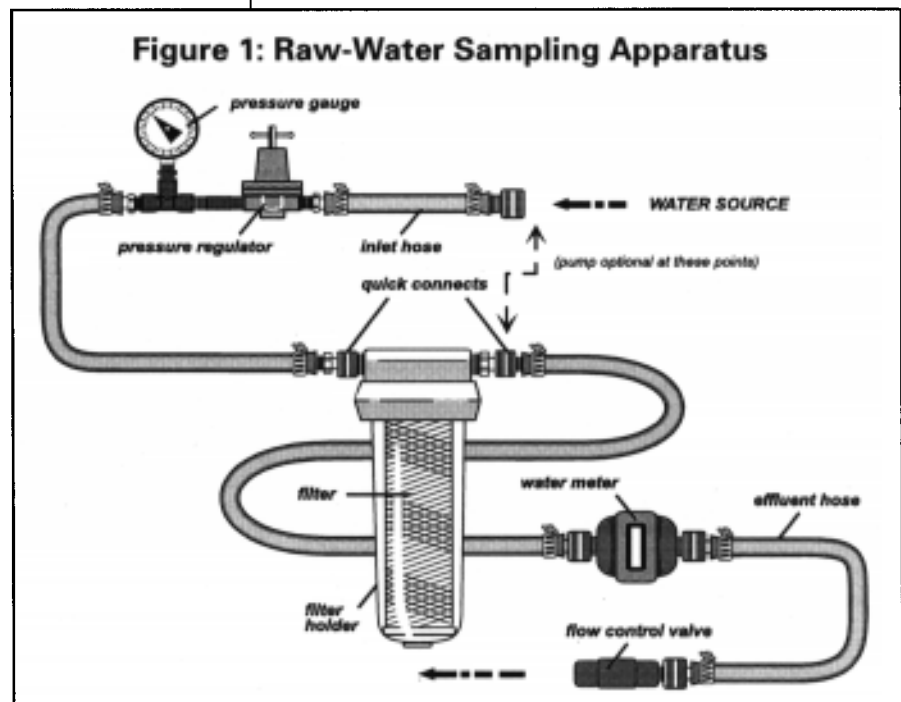 Figure 1: Raw-Water Sampling Apparatus
pressure gauge
WATER SOURCE
pressure regulator
inlet hose
(pump optional at these points)
quick connects
water meter
filter
effluent hose
filter
holder
flow control valve